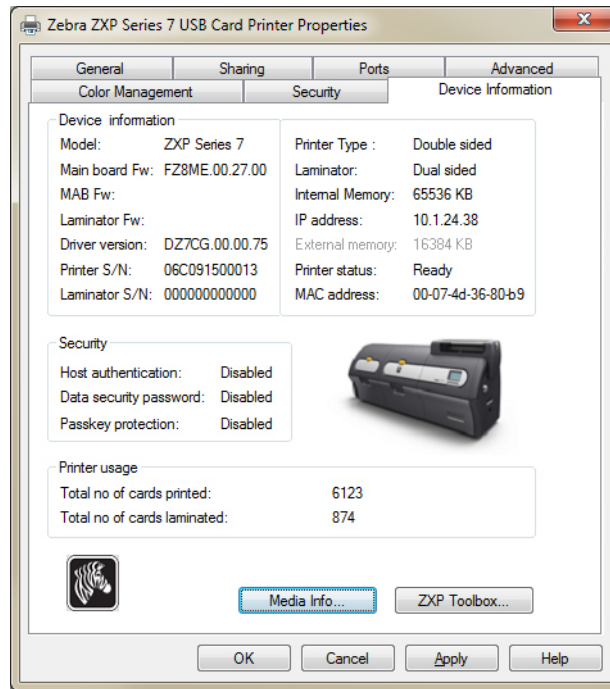 Zebra ZXP Series 7 USB Card Printer Properties
General Sharing Ports Advanced
Color Management Security Device Information
Device information
Model: ZXP Series 7
Main board Fw: FZ8ME.00.27.00
MAB Fw:
Laminator Fw:
Driver version: DZ7CG.00.00.75
Printer S/N: 06C091500013
Laminator S/N: 000000000000
Printer Type : Double sided
Laminator: Dual sided
Internal Memory: 65536 KB
IP address: 10.1.24.38
External memory: 16384 KB
Printer status: Ready
MAC address: 00-07-4d-36-80-b9
Security
Host authentication: Disabled
Data security password: Disabled
Passkey protection: Disabled
Printer usage
Total no of cards printed: 6123
Total no of cards laminated: 874
Media Info... ZXP Toolbox...
OK Cancel Apply Help